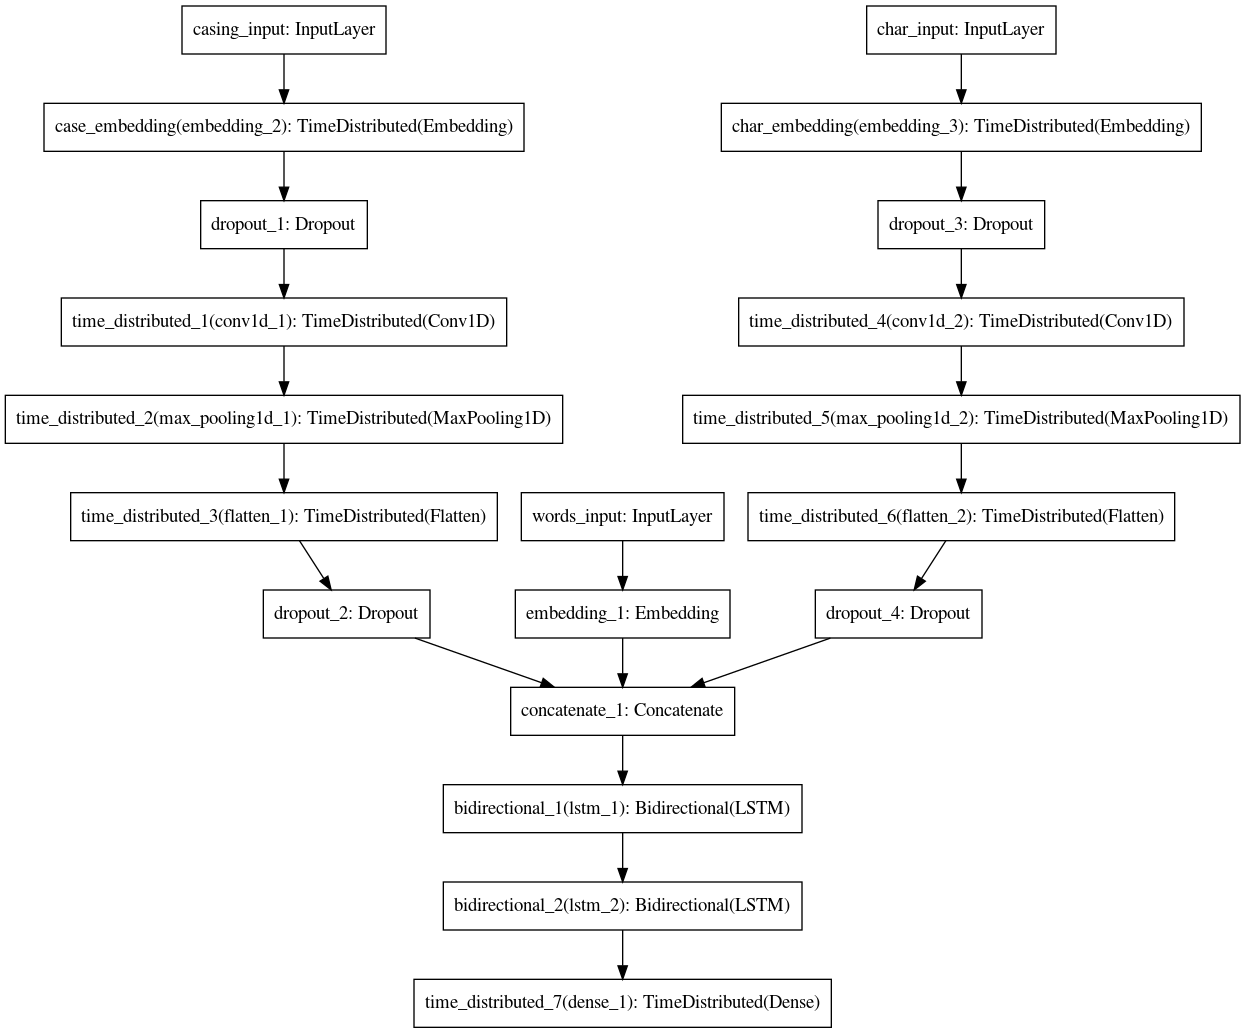 casing_input: InputLayer
char_input: InputLayer
case_embedding(embedding_2): TimeDistributed(Embedding)
char_embedding(embedding_3): TimeDistributed(Embedding)
dropout_1: Dropout
dropout_3: Dropout
time_distributed_1(conv1d_1): TimeDistributed(Conv1D)
time_distributed_4(conv1d_2): TimeDistributed(Conv1D)
time_distributed_2(max_pooling1d_1): TimeDistributed(MaxPooling1D)
time_distributed_5(max_pooling1d_2): TimeDistributed(MaxPooling1D)
time_distributed_3(flatten_1): TimeDistributed(Flatten)
words_input: InputLayer
time_distributed_6(flatten_2): TimeDistributed(Flatten)
dropout_2: Dropout
embedding_1: Embedding
dropout_4: Dropout
concatenate_1: Concatenate
bidirectional_1(lstm_1): Bidirectional(LSTM)
bidirectional_2(lstm_2): Bidirectional(LSTM)
time_distributed_7(dense_1): TimeDistributed(Dense)